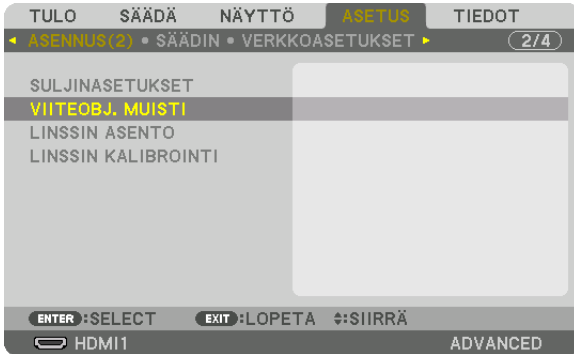 TULO SÄÄDÄ NÄYTTÖ ASETUS TIEDOT
ASENNUS(2) • SÄÄDIN • VERKKOASETUKSET 2/4
SULJINASETUKSET
VIITEOBJ. MUISTI
LINSSIN ASENTO
LINSSIN KALIBROINTI
ENTER :SELECT EXIT :LOPETA :SIIRRÄ
HDMI1 ADVANCED